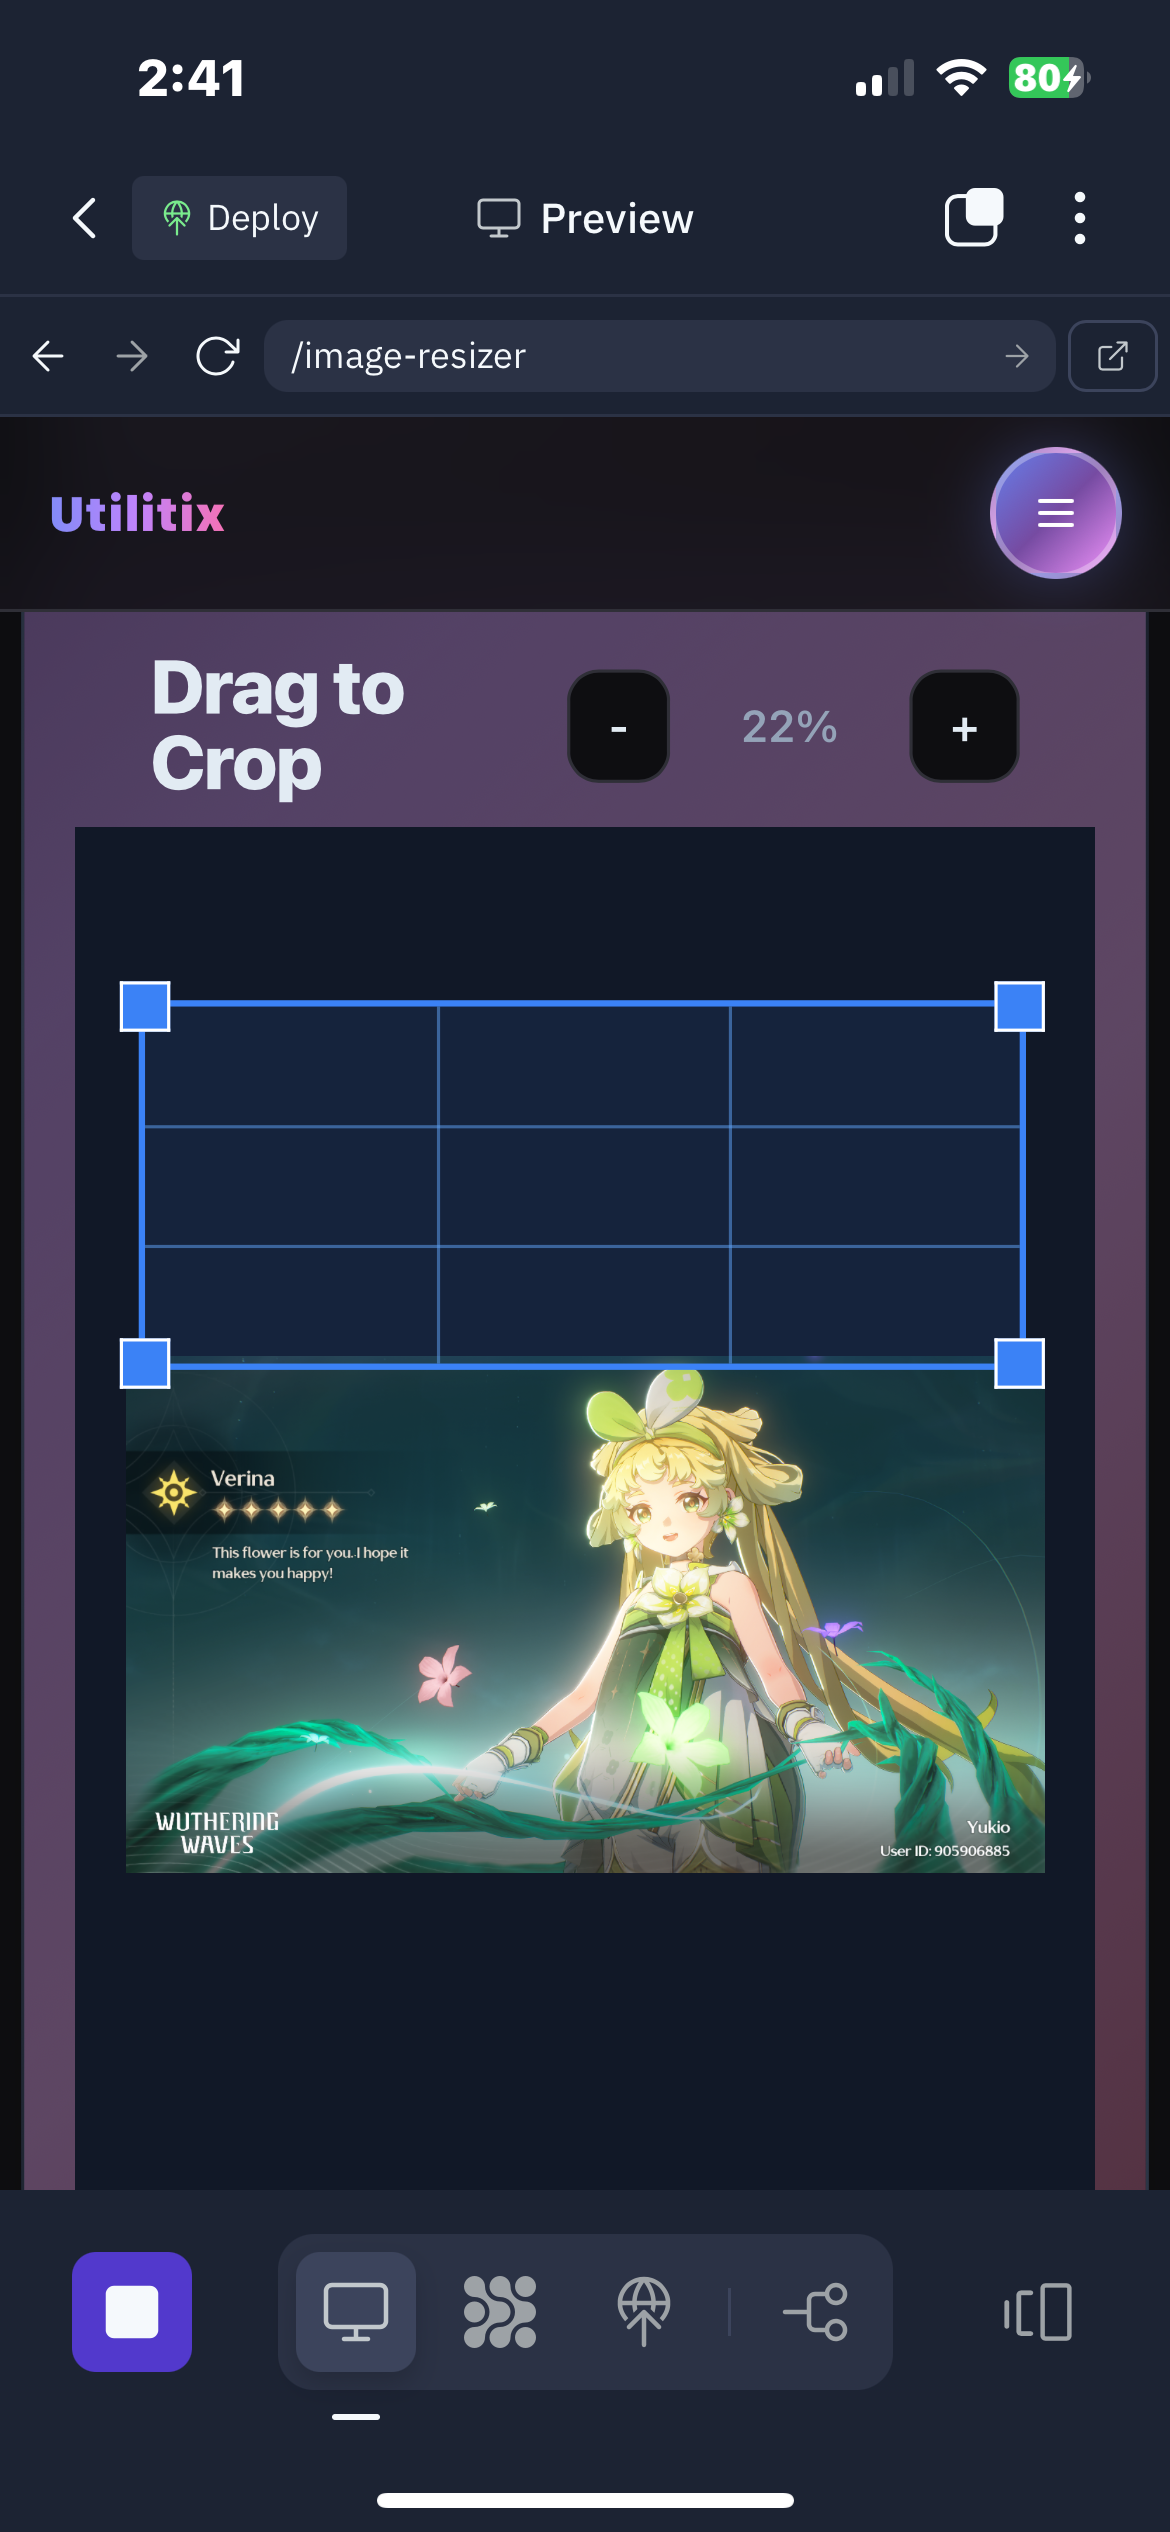 2:41
80
Deploy
Preview
/image-resizer
Utilitix
Drag to
Crop
-
22%
+
Verina
This flower is for you. I hope it
makes you happy!
WUTHERING
WAVES
Yukio
User ID: 905906885